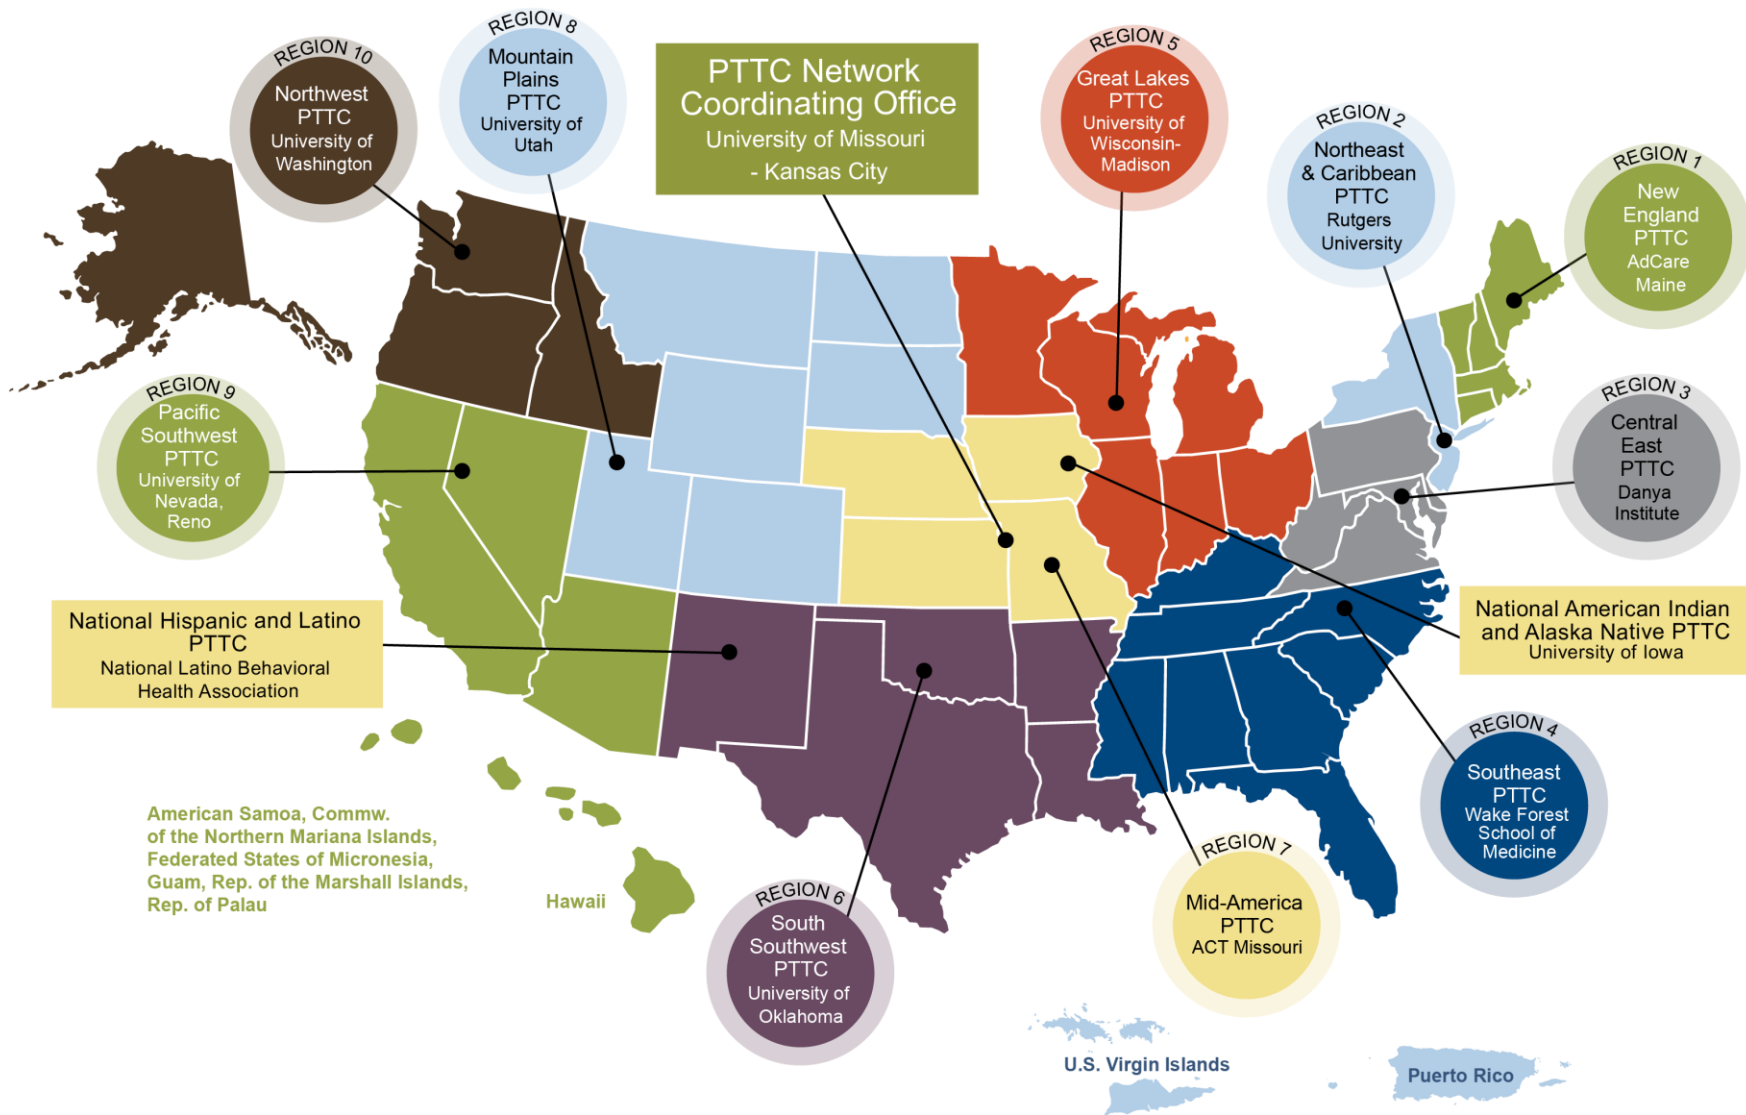 REGION 10
Northwest
PTTC
University of
Washington
REGION 8
Mountain
Plains
PTTC
University of
Utah
PTTC Network
Coordinating Office
University of Missouri
- Kansas City
REGION 5
Great Lakes
PTTC
University of
Wisconsin-
Madison
REGION 2
Northeast
& Caribbean
PTTC
Rutgers
University
REGION 1
New
England
PTTC
AdCare
Maine
REGION 9
Pacific
Southwest
PTTC
University of
Nevada,
Reno
REGION 3
Central
East
PTTC
Danya
Institute
National Hispanic and Latino
PTTC
National Latino Behavioral
Health Association
National American Indian
and Alaska Native PTTC
University of Iowa
REGION 4
Southeast
PTTC
Wake Forest
School of
Medicine
American Samoa, Commw.
of the Northern Mariana Islands,
Federated States of Micronesia,
Guam, Rep. of the Marshall Islands,
Rep. of Palau
Hawaii
REGION 6
South
Southwest
PTTC
University of
Oklahoma
REGION 7
Mid-America
PTTC
ACT Missouri
U.S. Virgin Islands
Puerto Rico